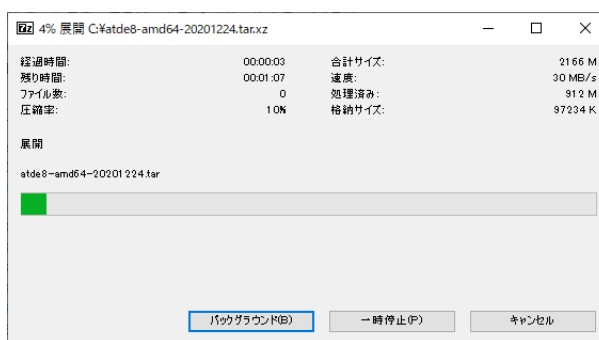 7z 4% 展開 C:¥atde8-amd64-20201224.tar.xz
経過時間: 00:00:03 合計サイズ: 2166 M
残り時間: 00:01:07 速度: 30 MB/s
ファイル数: 0 処理済み: 912 M
圧縮率: 10% 格納サイズ: 97234 K
展開
atde8-amd64-20201224.tar
バックグラウンド(B) 一時停止(P) キャンセル